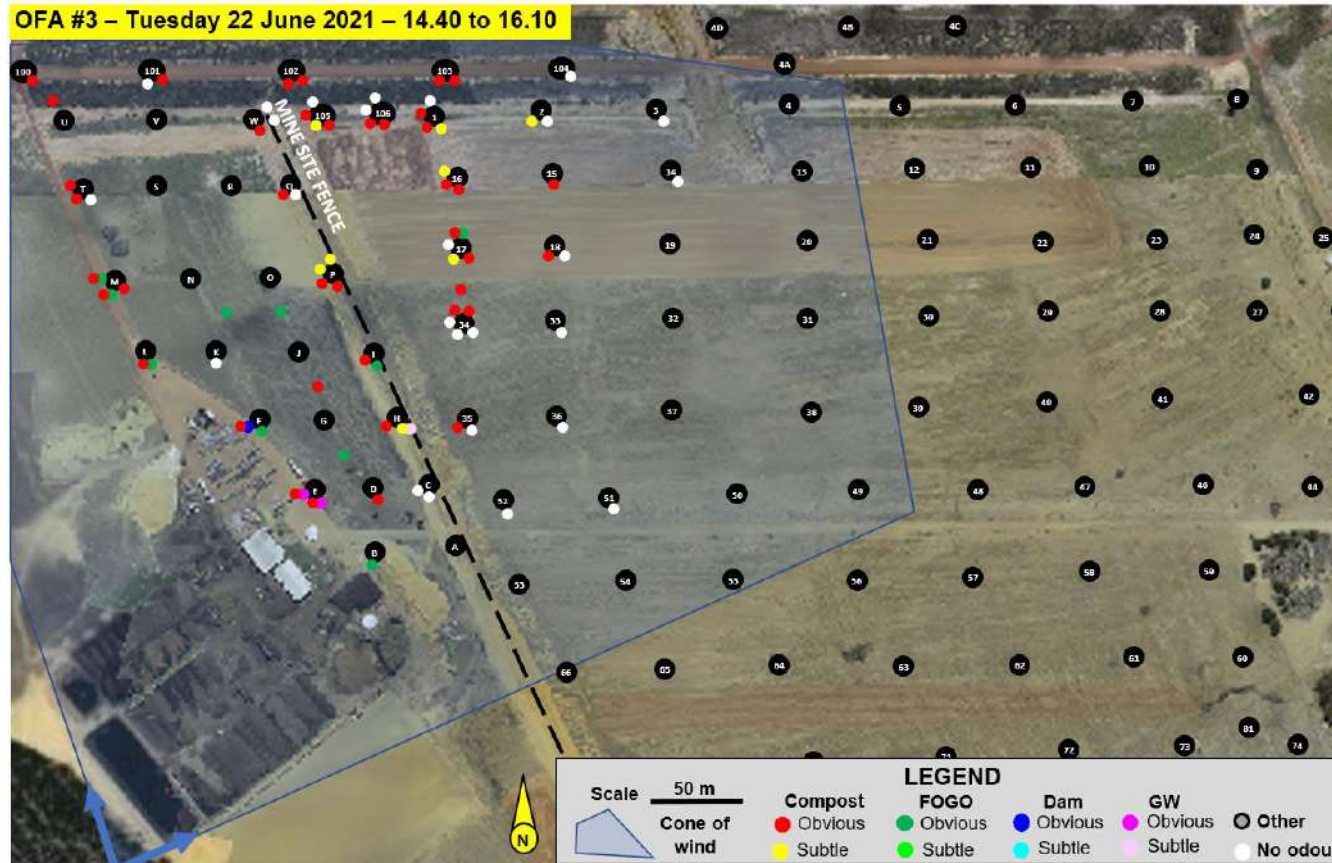 OFA #3 – Tuesday 22 June 2021 – 14.40 to 16.10
4D 4B 4C
100 101 102 103 104 4A
U V W 105 106 1 2 3 4 5 6 7 8
MINE SITE FENCE
T S R Q 16 15 14 13 12 11 10 9
17 18 19 20 21 22 23 24 25
M N O P
34 33 32 31 30 29 28 27
L K J I
F G H 35 36 37 38 39 40 41 42
E D C 52 51 50 49 48 47 46 44
B A 53 54 55 56 57 58 59
66 65 64 63 62 61 60
71 72 73 81 74
LEGEND
Scale 50 m
Cone of
wind
Compost FOGO Dam GW
Obvious Obvious Obvious Obvious Other
Subtle Subtle Subtle Subtle No odou
N